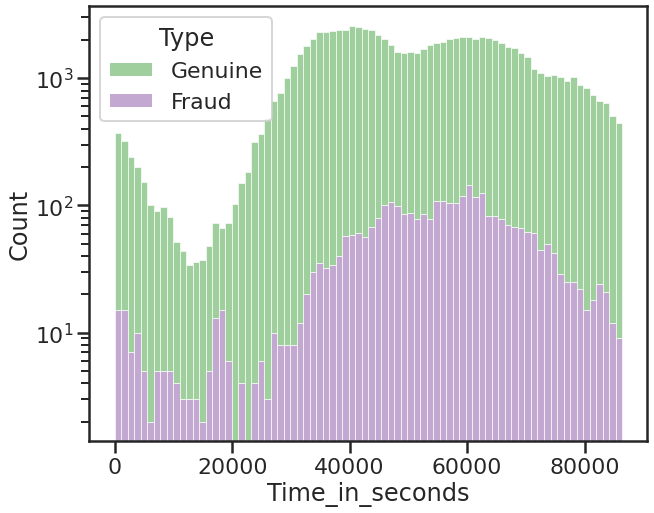 Type
Genuine
Fraud
10³
10²
10¹
Count
0 20000 40000 60000 80000
Time_in_seconds